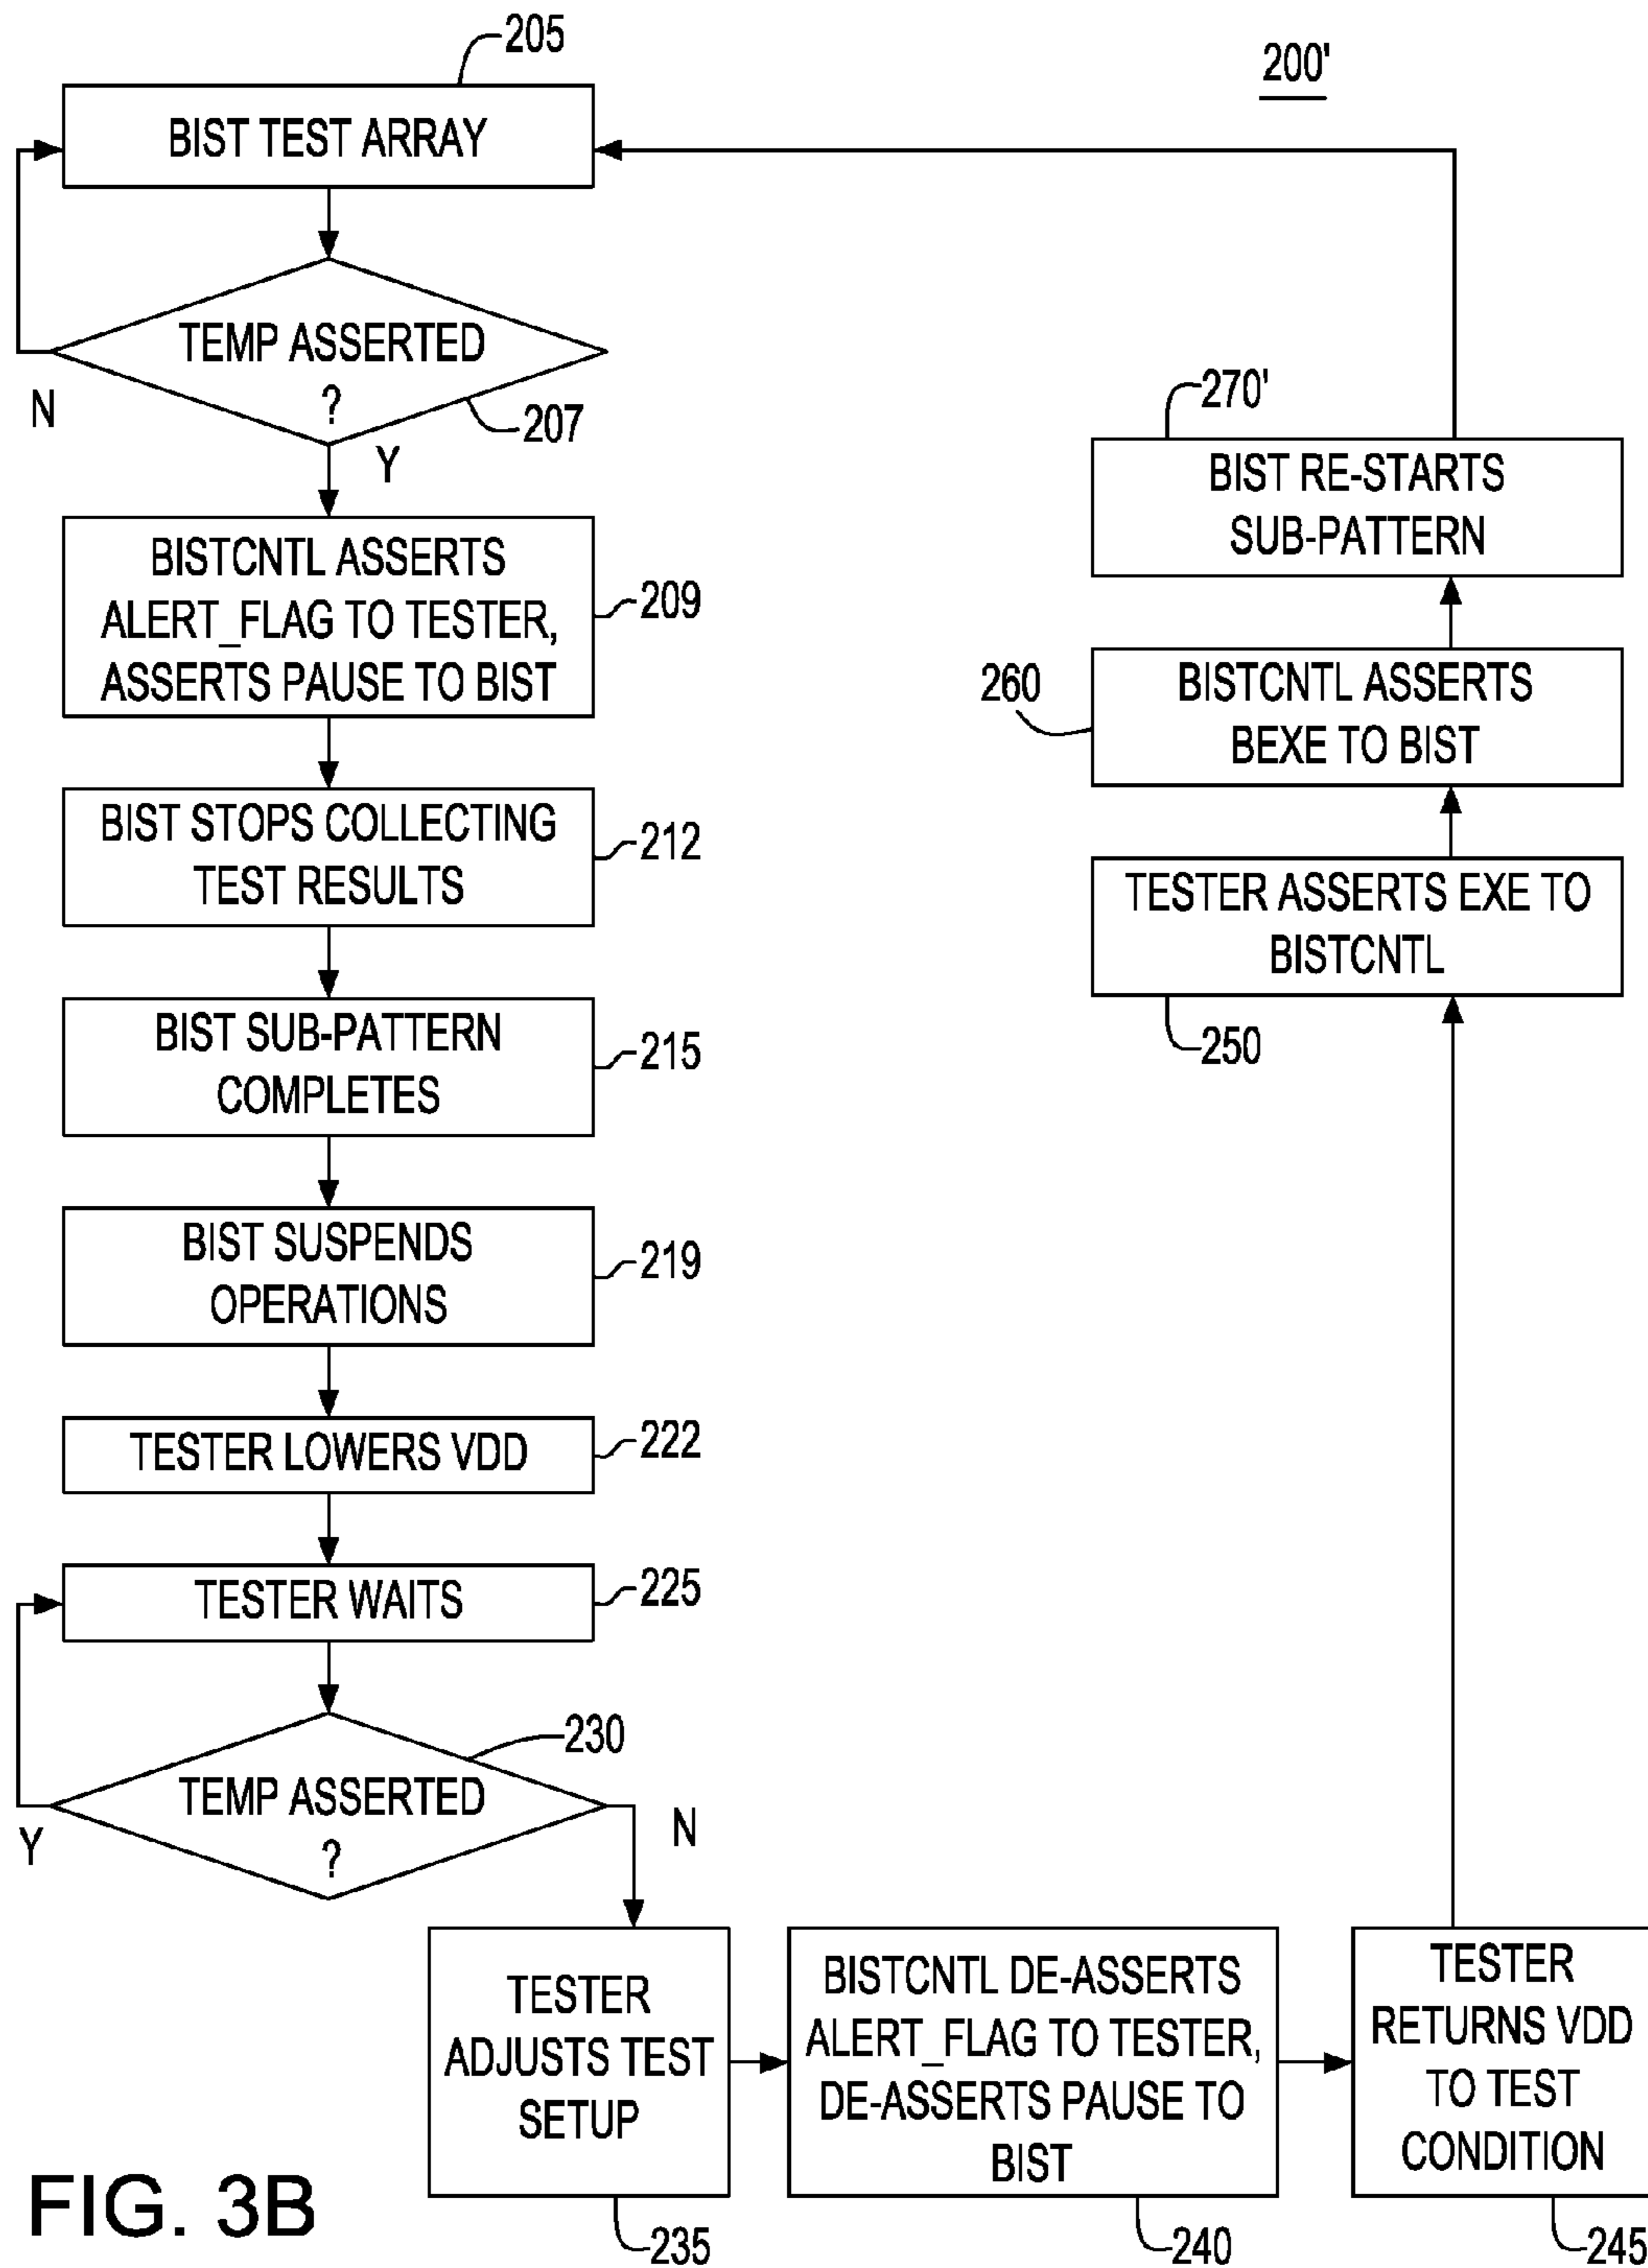 205
200'
BIST TEST ARRAY
TEMP ASSERTED
?
N
207
Y
BISTCNTL ASSERTS
ALERT_FLAG TO TESTER,
ASSERTS PAUSE TO BIST
209
BIST STOPS COLLECTING
TEST RESULTS
212
BIST SUB-PATTERN
COMPLETES
215
BIST SUSPENDS
OPERATIONS
219
TESTER LOWERS VDD
222
TESTER WAITS
225
230
TEMP ASSERTED
?
Y
N
TESTER
ADJUSTS TEST
SETUP
235
BISTCNTL DE-ASSERTS
ALERT_FLAG TO TESTER,
DE-ASSERTS PAUSE TO
BIST
240
TESTER
RETURNS VDD
TO TEST
CONDITION
245
TESTER ASSERTS EXE TO
BISTCNTL
250
BISTCNTL ASSERTS
BEXE TO BIST
260
BIST RE-STARTS
SUB-PATTERN
270'
FIG. 3B